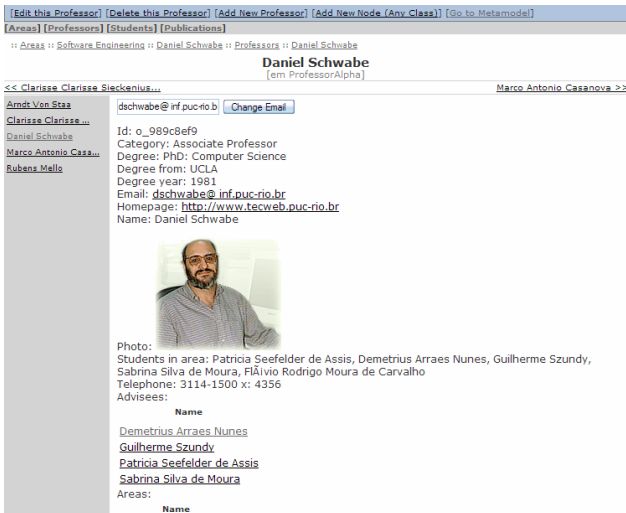 [Edit this Professor] [Delete this Professor] [Add New Professor] [Add New Node (Any Class)] [Go to Metamodel]
[Areas] [Professors] [Students] [Publications]
:: Areas :: Software Engineering :: Daniel Schwabe :: Professors :: Daniel Schwabe
Daniel Schwabe
[em ProfessorAlpha]
<< Clarisse Clarisse Sieckenius... Marco Antonio Casanova >>
Arndt Von Staa
Clarisse Clarisse ...
Daniel Schwabe
Marco Antonio Casa...
Rubens Mello
dschwabe@ inf.puc-rio.b Change Email
Id: o_989c8ef9
Category: Associate Professor
Degree: PhD: Computer Science
Degree from: UCLA
Degree year: 1981
Email: dschwabe@ inf.puc-rio.br
Homepage: http://www.tecweb.puc-rio.br
Name: Daniel Schwabe
Photo:
Students in area: Patricia Seefelder de Assis, Demetrius Arraes Nunes, Guilherme Szundy,
Sabrina Silva de Moura, FlÃivio Rodrigo Moura de Carvalho
Telephone: 3114-1500 x: 4356
Advisees:
Name
Demetrius Arraes Nunes
Guilherme Szundy
Patricia Seefelder de Assis
Sabrina Silva de Moura
Areas:
Name